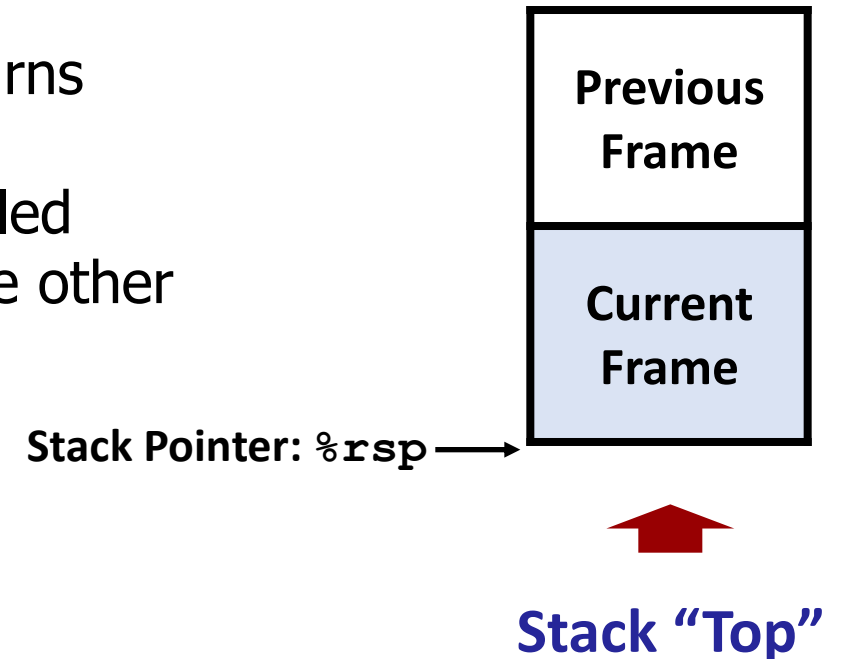 rns
led
e other
Previous
Frame
Current
Frame
Stack Pointer: %rsp
Stack “Top”